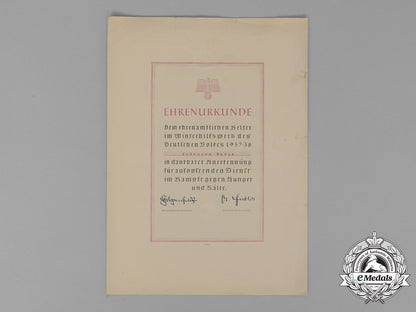 EHRENURKUNDE
Dem ehrenamtlichen Helfer
im Winterhilfswerk des
Deutschen Volkes 1937-38
in dankbarer Anerkennung
für aufopfernden Dienst
im Kampfe gegen Hunger
und Kälte.
eMedals